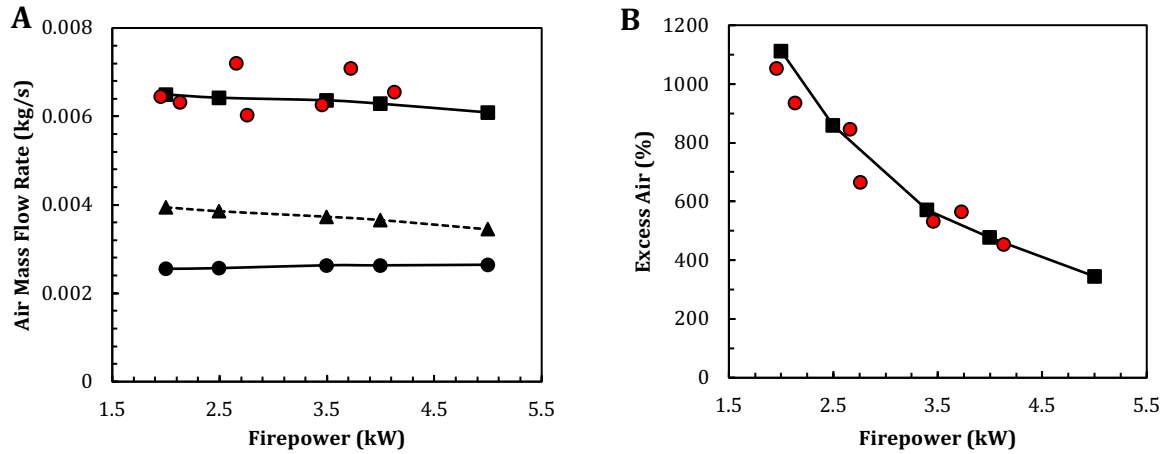 A
Air Mass Flow Rate (kg/s)
0.008
0.006
0.004
0.002
0
1.5 2.5 3.5 4.5 5.5
Firepower (kW)
B
Excess Air (%)
1200
1000
800
600
400
200
0
1.5 2.5 3.5 4.5 5.5
Firepower (kW)